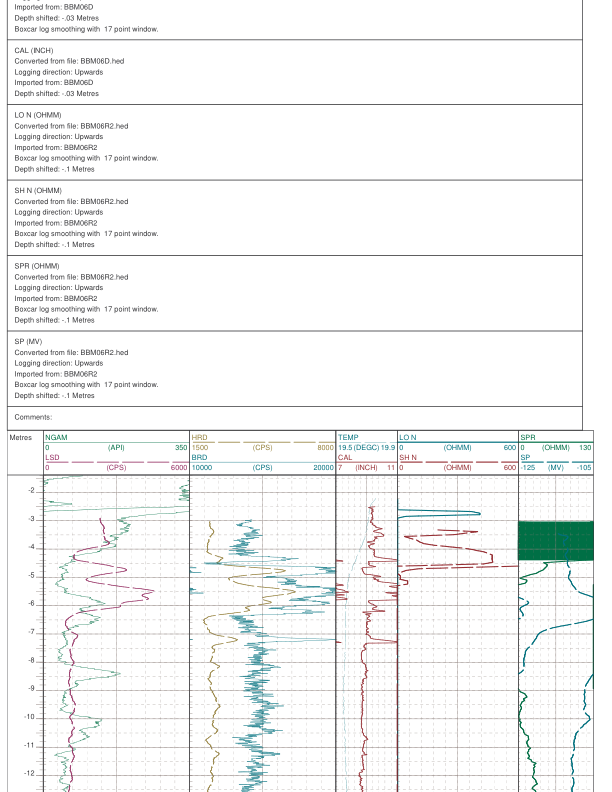 Imported from: BBM06D
Depth shifted: -.03 Metres
Boxcar log smoothing with 17 point window.
CAL (INCH)
Converted from file: BBM06D.hed
Logging direction: Upwards
Imported from: BBM06D
Depth shifted: -.03 Metres
LO N (OHMM)
Converted from file: BBM06R2.hed
Logging direction: Upwards
Imported from: BBM06R2
Boxcar log smoothing with 17 point window.
Depth shifted: -.1 Metres
SH N (OHMM)
Converted from file: BBM06R2.hed
Logging direction: Upwards
Imported from: BBM06R2
Boxcar log smoothing with 17 point window.
Depth shifted: -.1 Metres
SPR (OHMM)
Converted from file: BBM06R2.hed
Logging direction: Upwards
Imported from: BBM06R2
Boxcar log smoothing with 17 point window.
Depth shifted: -.1 Metres
SP (MV)
Converted from file: BBM06R2.hed
Logging direction: Upwards
Imported from: BBM06R2
Boxcar log smoothing with 17 point window.
Depth shifted: -.1 Metres
Comments:
Metres NGAM HRD TEMP LO N SPR
0 (API) 350 1500 (CPS) 8000 19.5 (DEGC) 19.9 0 (OHMM) 600 0 (OHMM) 130
LSD BRD CAL SH N SP
0 (CPS) 6000 10000 (CPS) 20000 7 (INCH) 11 0 (OHMM) 600 -125 (MV) -105
-2
-3
-4
-5
-6
-7
-8
-9
-10
-11
-12